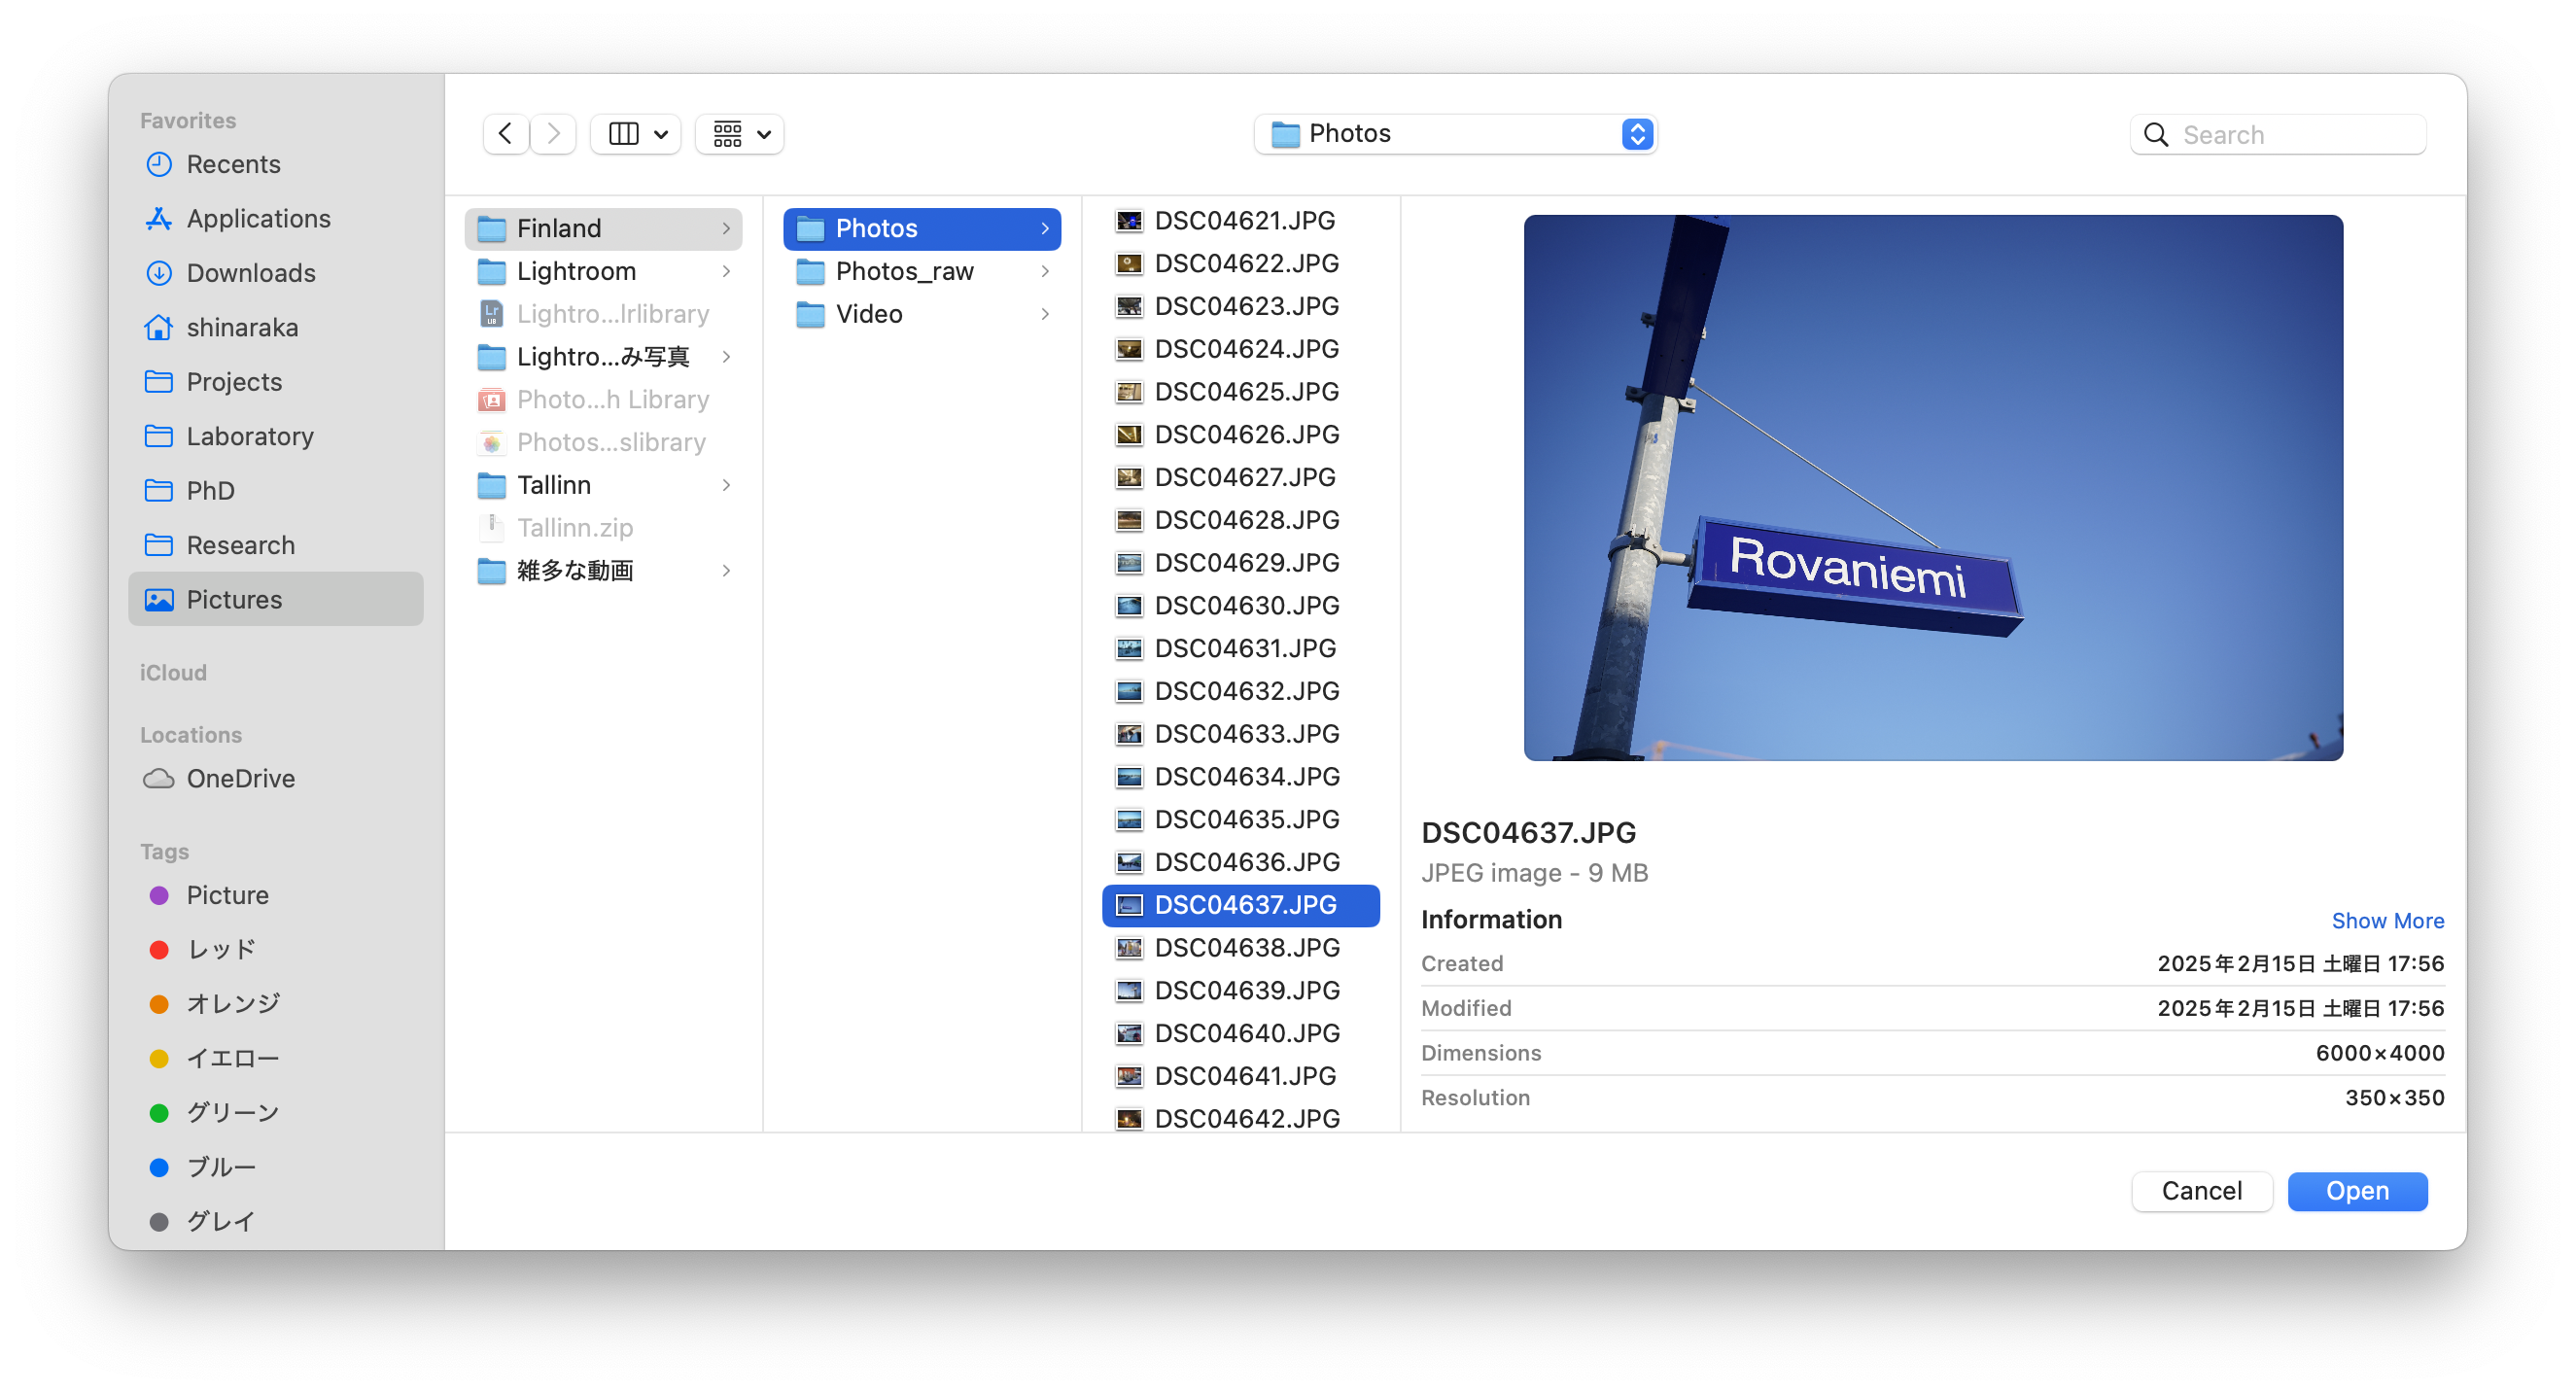 Favorites
Recents
Applications
Downloads
shinaraka
Projects
Laboratory
PhD
Research
Pictures
iCloud
Locations
OneDrive
Tags
Picture
レッド
オレンジ
イエロー
グリーン
ブルー
グレイ
Photos
Search
Finland
Lightroom
Lightro...lrlibrary
Lightro...み写真
Photo...h Library
Photos...slibrary
Tallinn
Tallinn.zip
雑多な動画
Photos
Photos_raw
Video
DSC04621.JPG
DSC04622.JPG
DSC04623.JPG
DSC04624.JPG
DSC04625.JPG
DSC04626.JPG
DSC04627.JPG
DSC04628.JPG
DSC04629.JPG
DSC04630.JPG
DSC04631.JPG
DSC04632.JPG
DSC04633.JPG
DSC04634.JPG
DSC04635.JPG
DSC04636.JPG
DSC04637.JPG
DSC04638.JPG
DSC04639.JPG
DSC04640.JPG
DSC04641.JPG
DSC04642.JPG
Rovaniemi
DSC04637.JPG
JPEG image - 9 MB
Information Show More
Created 2025年2月15日 土曜日 17:56
Modified 2025年2月15日 土曜日 17:56
Dimensions 6000×4000
Resolution 350×350
Cancel Open